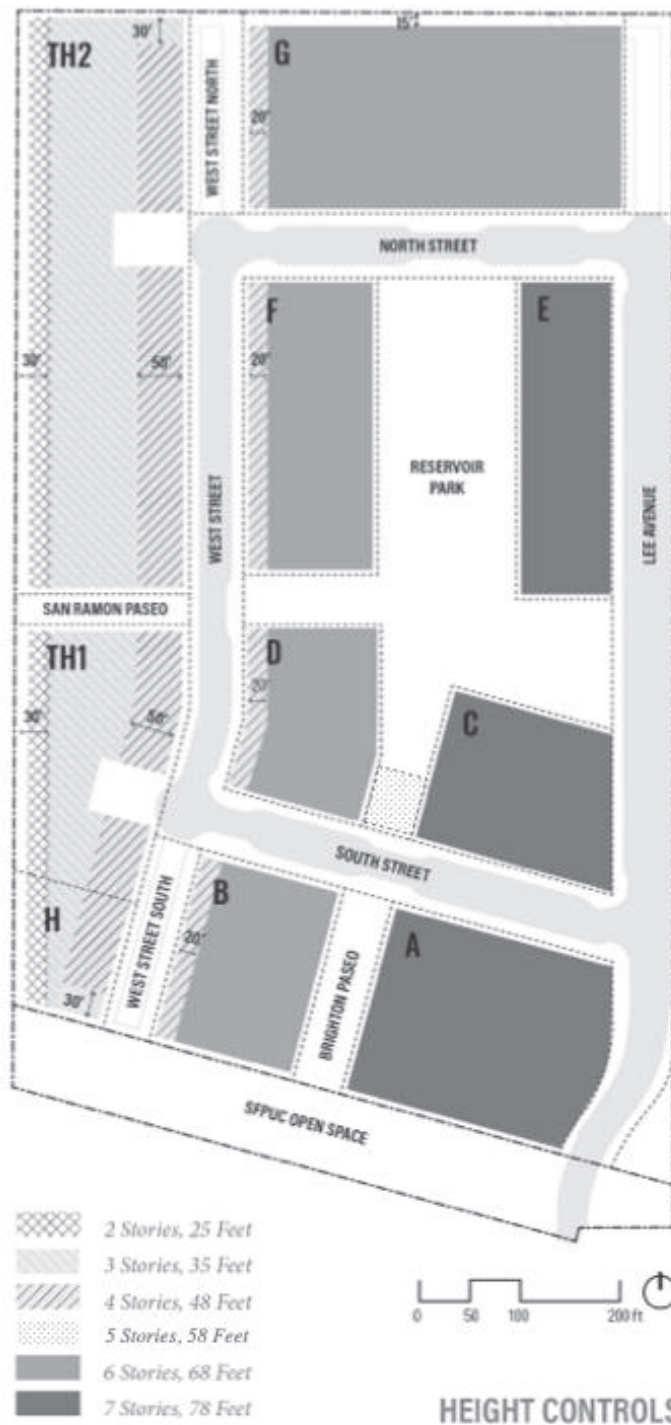 15'
30'
TH2
G
WEST STREET NORTH
20'
NORTH STREET
F
E
30'
50'
20'
RESERVOIR
PARK
WEST STREET
LEE AVENUE
SAN RAMON PASEO
TH1
D
20'
C
30'
50'
SOUTH STREET
B
H
WEST STREET SOUTH
A
20'
BRIGHTON PASEO
30'
SFPUC OPEN SPACE
2 Stories, 25 Feet
3 Stories, 35 Feet
4 Stories, 48 Feet
5 Stories, 58 Feet
6 Stories, 68 Feet
7 Stories, 78 Feet
0 50 100 200 ft
HEIGHT CONTROLS